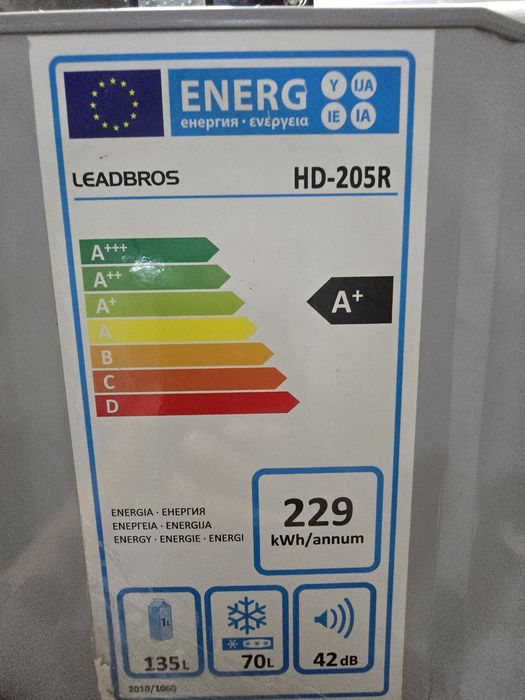 ENERG Y IJA
енергия · ενέργεια IE IA
LEADBROS HD-205R
A+++
A++
A+
A
B
C
D
A+
ENERGIA · ЕНЕРГИЯ
ΕΝΕΡΓΕΙΑ · ENERGIJA
ENERGY · ENERGIE · ENERGI
229
kWh/annum
1L
135L
70L
42dB
2010/1060